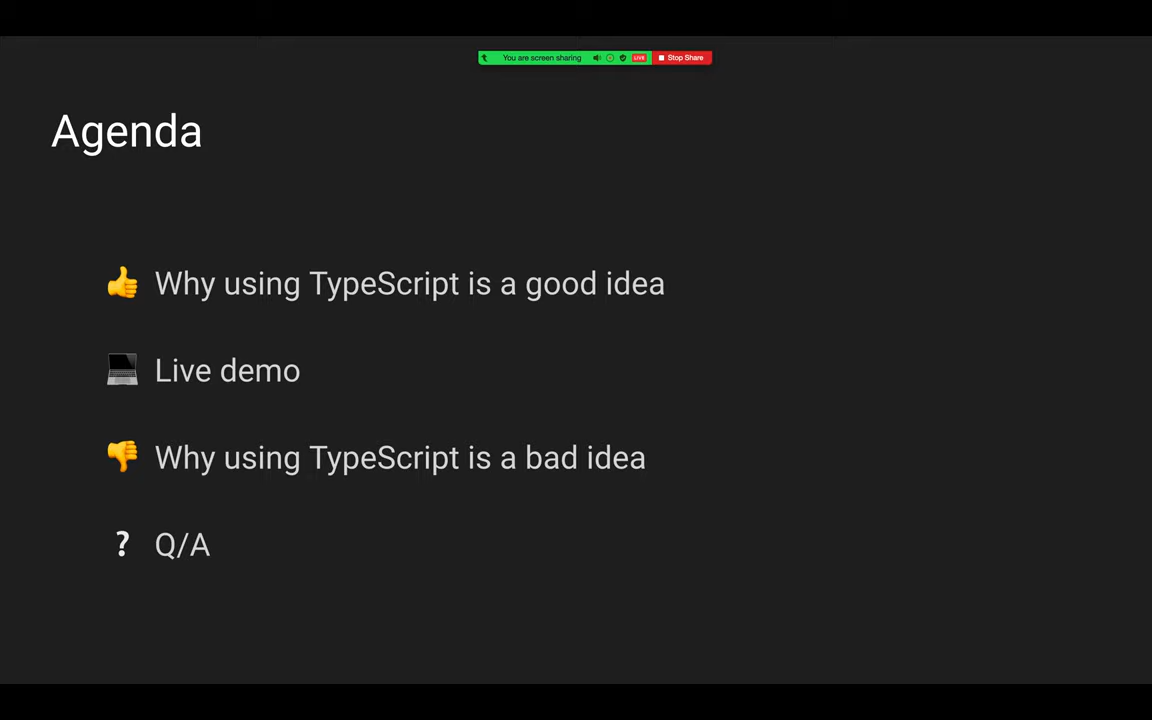 You are screen sharing LIVE Stop Share
Agenda
👍 Why using TypeScript is a good idea
💻 Live demo
👎 Why using TypeScript is a bad idea
? Q/A